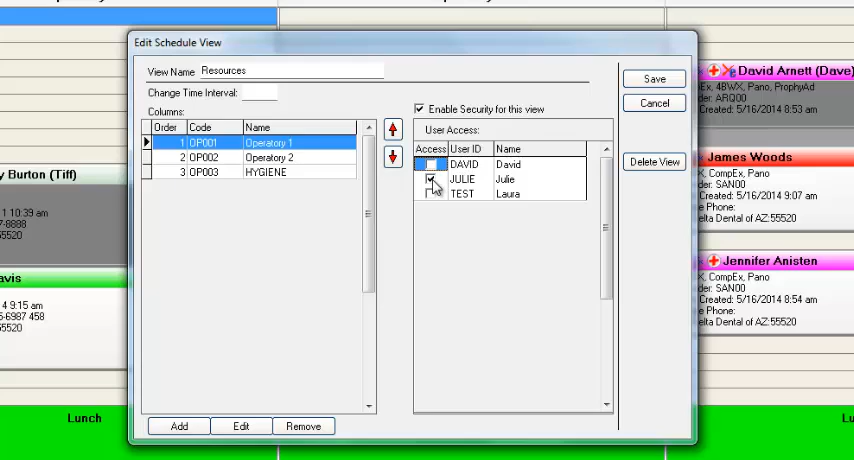 Edit Schedule View
View Name Resources
Change Time Interval:
Columns:
Order Code Name
1 OP001 Operatory 1
2 OP002 Operatory 2
3 OP003 HYGIENE
Enable Security for this view
User Access:
Access User ID Name
DAVID David
JULIE Julie
TEST Laura
Save
Cancel
Delete View
Add Edit Remove
y Burton (Tiff)
1 10:39 am
7-8888
55520
avis
4 9:15 am
5-6987 458
55520
Lunch
David Arnett (Dave)
Ex, 4BWX, Pano, ProphyAd
der: ARQ00
Created: 5/16/2014 8:53 am
James Woods
X, CompEx, Pano
der: SAN00
Created: 5/16/2014 9:07 am
e Phone:
elta Dental of AZ:55520
Jennifer Anisten
X, CompEx, Pano
der: SAN00
Created: 5/16/2014 8:54 am
e Phone:
elta Dental of AZ:55520
Lu